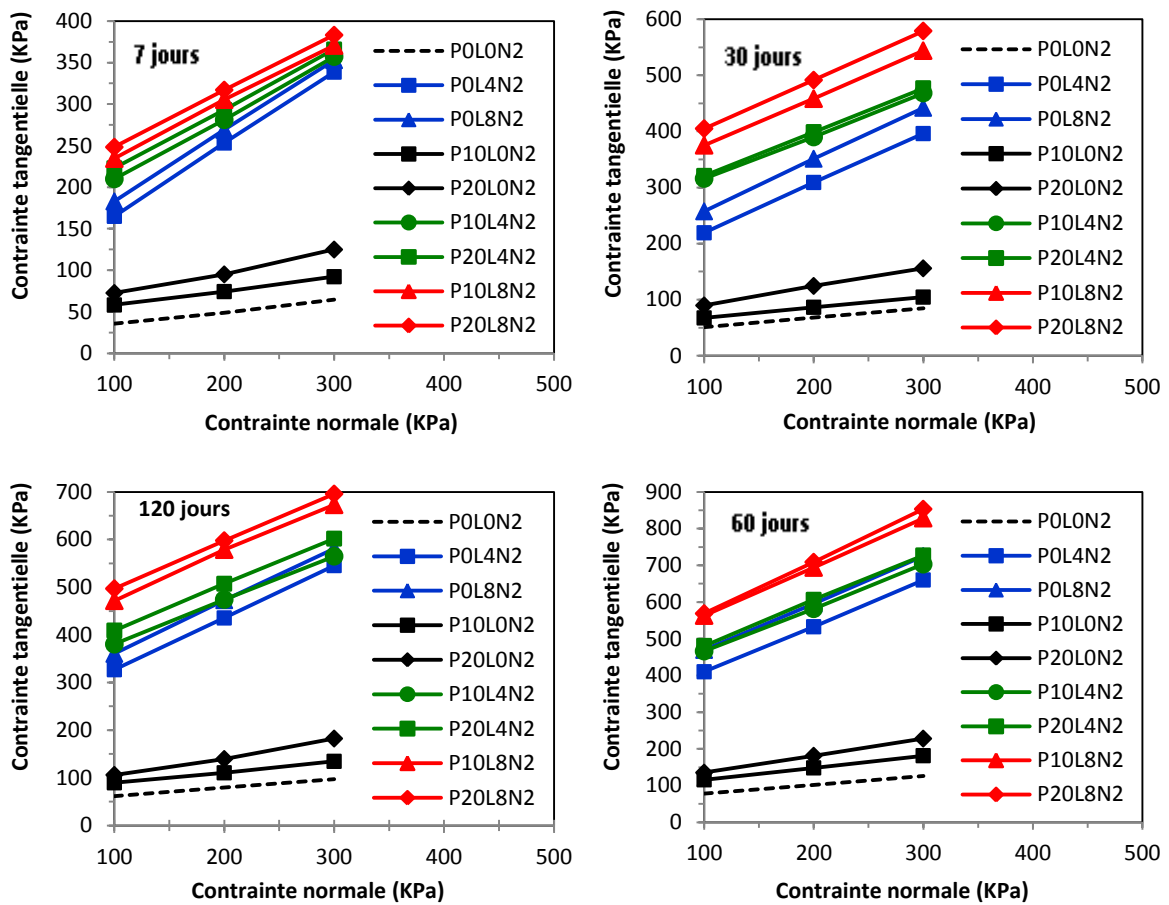 7 jours
Contrainte tangentielle (KPa)
400
350
300
250
200
150
100
50
0
100
200
300
400
500
Contrainte normale (KPa)
P0L0N2
P0L4N2
P0L8N2
P10L0N2
P20L0N2
P10L4N2
P20L4N2
P10L8N2
P20L8N2
30 jours
Contrainte tangentielle (KPa)
600
500
400
300
200
100
0
100
200
300
400
500
Contrainte normale (KPa)
P0L0N2
P0L4N2
P0L8N2
P10L0N2
P20L0N2
P10L4N2
P20L4N2
P10L8N2
P20L8N2
120 jours
Contrainte tangentielle (KPa)
700
600
500
400
300
200
100
0
100
200
300
400
500
Contrainte normale (KPa)
P0L0N2
P0L4N2
P0L8N2
P10L0N2
P20L0N2
P10L4N2
P20L4N2
P10L8N2
P20L8N2
60 jours
Contrainte tangentielle (KPa)
900
800
700
600
500
400
300
200
100
0
100
200
300
400
500
Contrainte normale (KPa)
P0L0N2
P0L4N2
P0L8N2
P10L0N2
P20L0N2
P10L4N2
P20L4N2
P10L8N2
P20L8N2